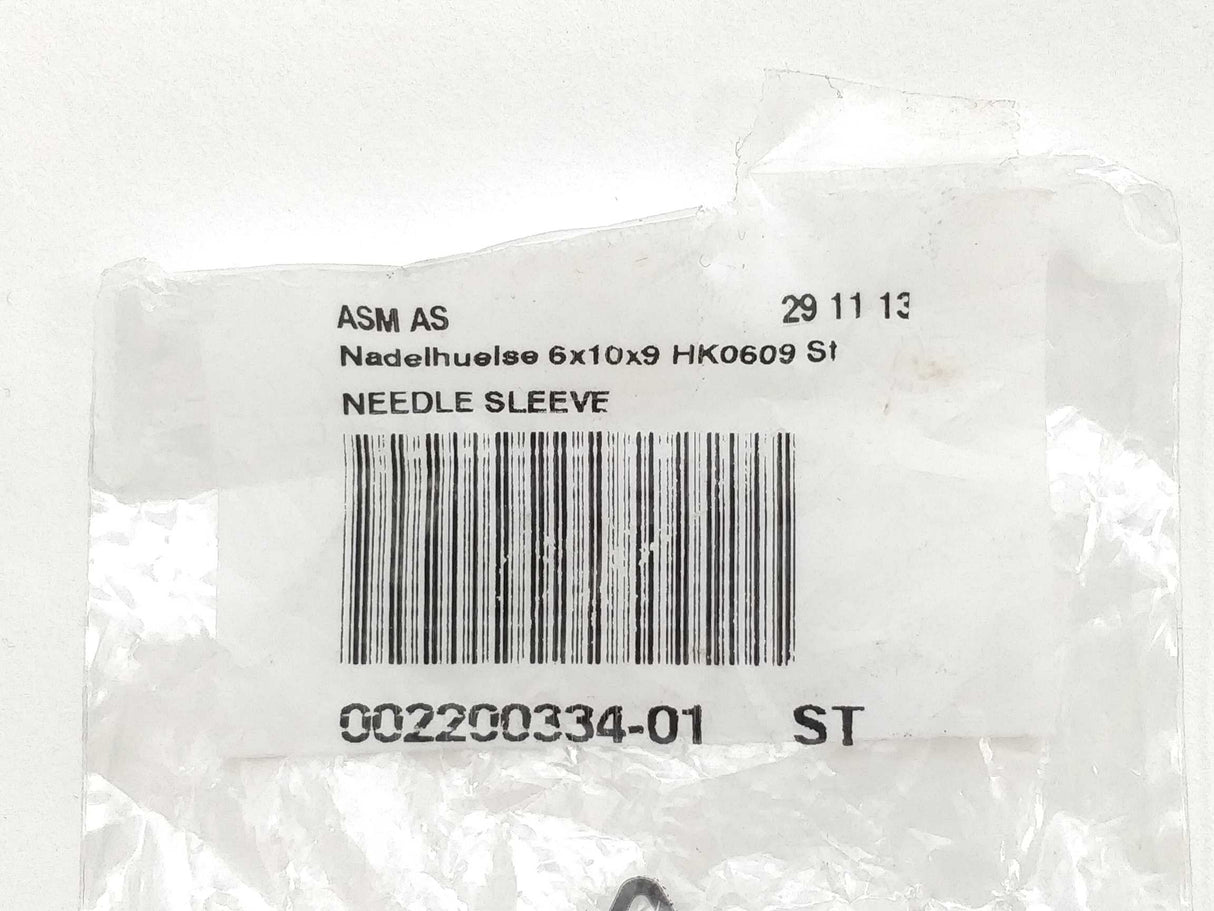 ASM AS 29 11 13
Nadelhuelse 6x10x9 HK0609 St
NEEDLE SLEEVE
002200334-01 ST